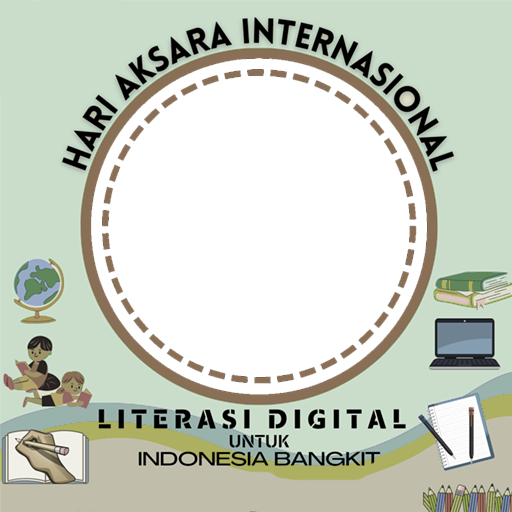 HARI AKSARA INTERNASIONAL
LITERASI DIGITAL
UNTUK
INDONESIA BANGKIT